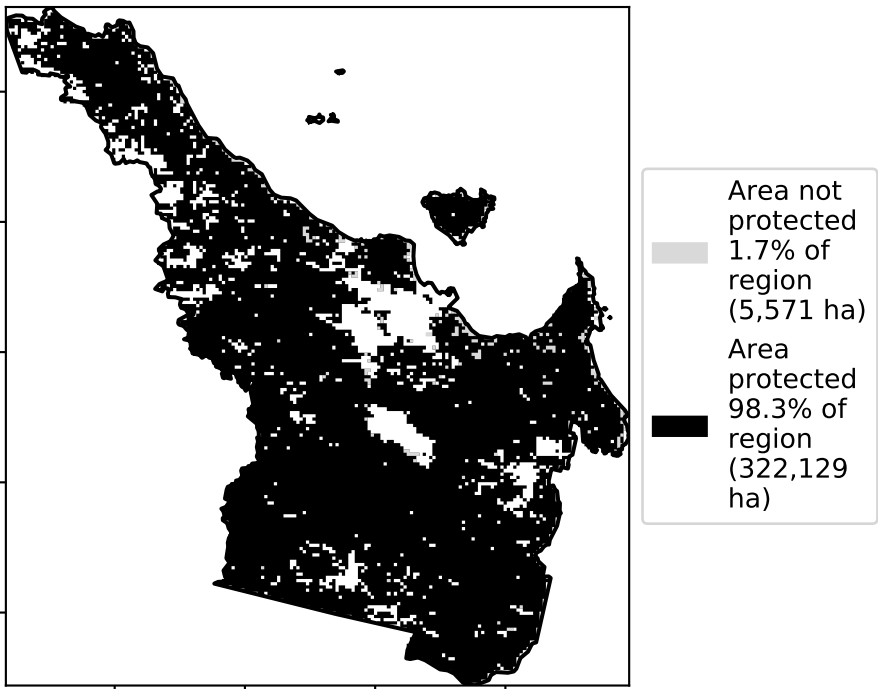 Area not
protected
1.7% of
region
(5,571 ha)
Area
protected
98.3% of
region
(322,129
ha)